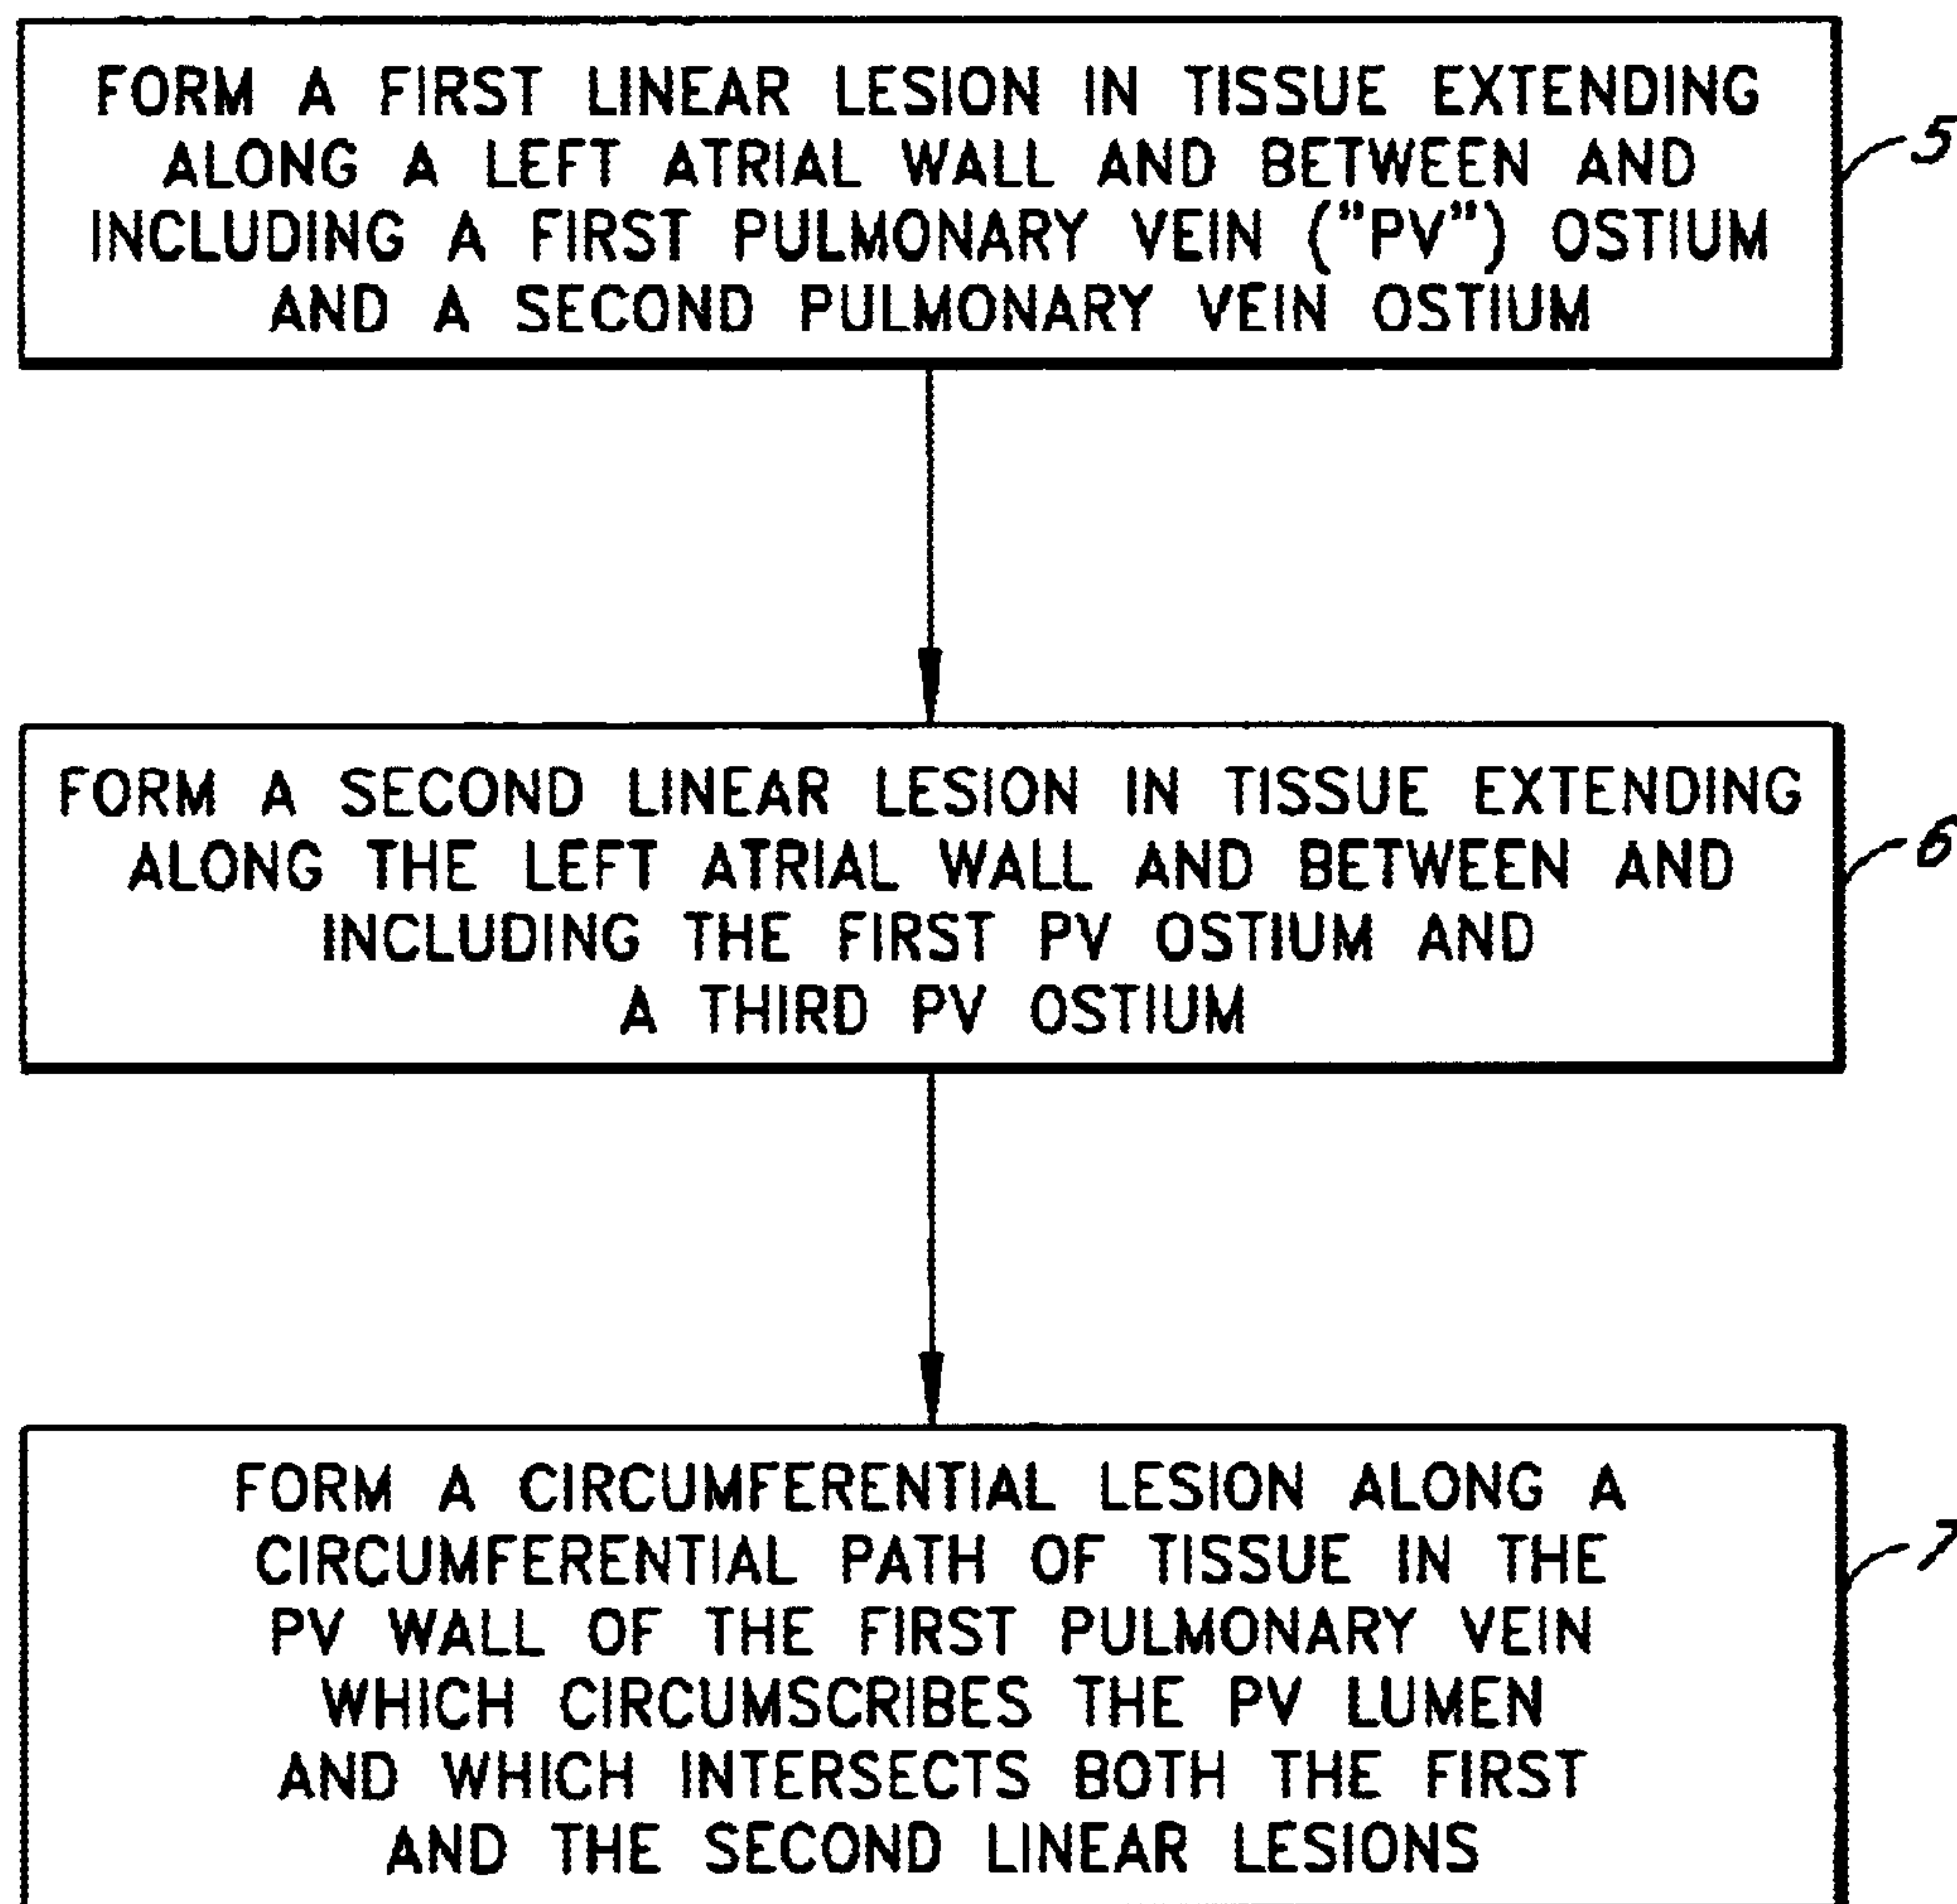 FORM A FIRST LINEAR LESION IN TISSUE EXTENDING
ALONG A LEFT ATRIAL WALL AND BETWEEN AND
INCLUDING A FIRST PULMONARY VEIN ("PV") OSTIUM
AND A SECOND PULMONARY VEIN OSTIUM
5
FORM A SECOND LINEAR LESION IN TISSUE EXTENDING
ALONG THE LEFT ATRIAL WALL AND BETWEEN AND
INCLUDING THE FIRST PV OSTIUM AND
A THIRD PV OSTIUM
6
FORM A CIRCUMFERENTIAL LESION ALONG A
CIRCUMFERENTIAL PATH OF TISSUE IN THE
PV WALL OF THE FIRST PULMONARY VEIN
WHICH CIRCUMSCRIBES THE PV LUMEN
AND WHICH INTERSECTS BOTH THE FIRST
AND THE SECOND LINEAR LESIONS
7